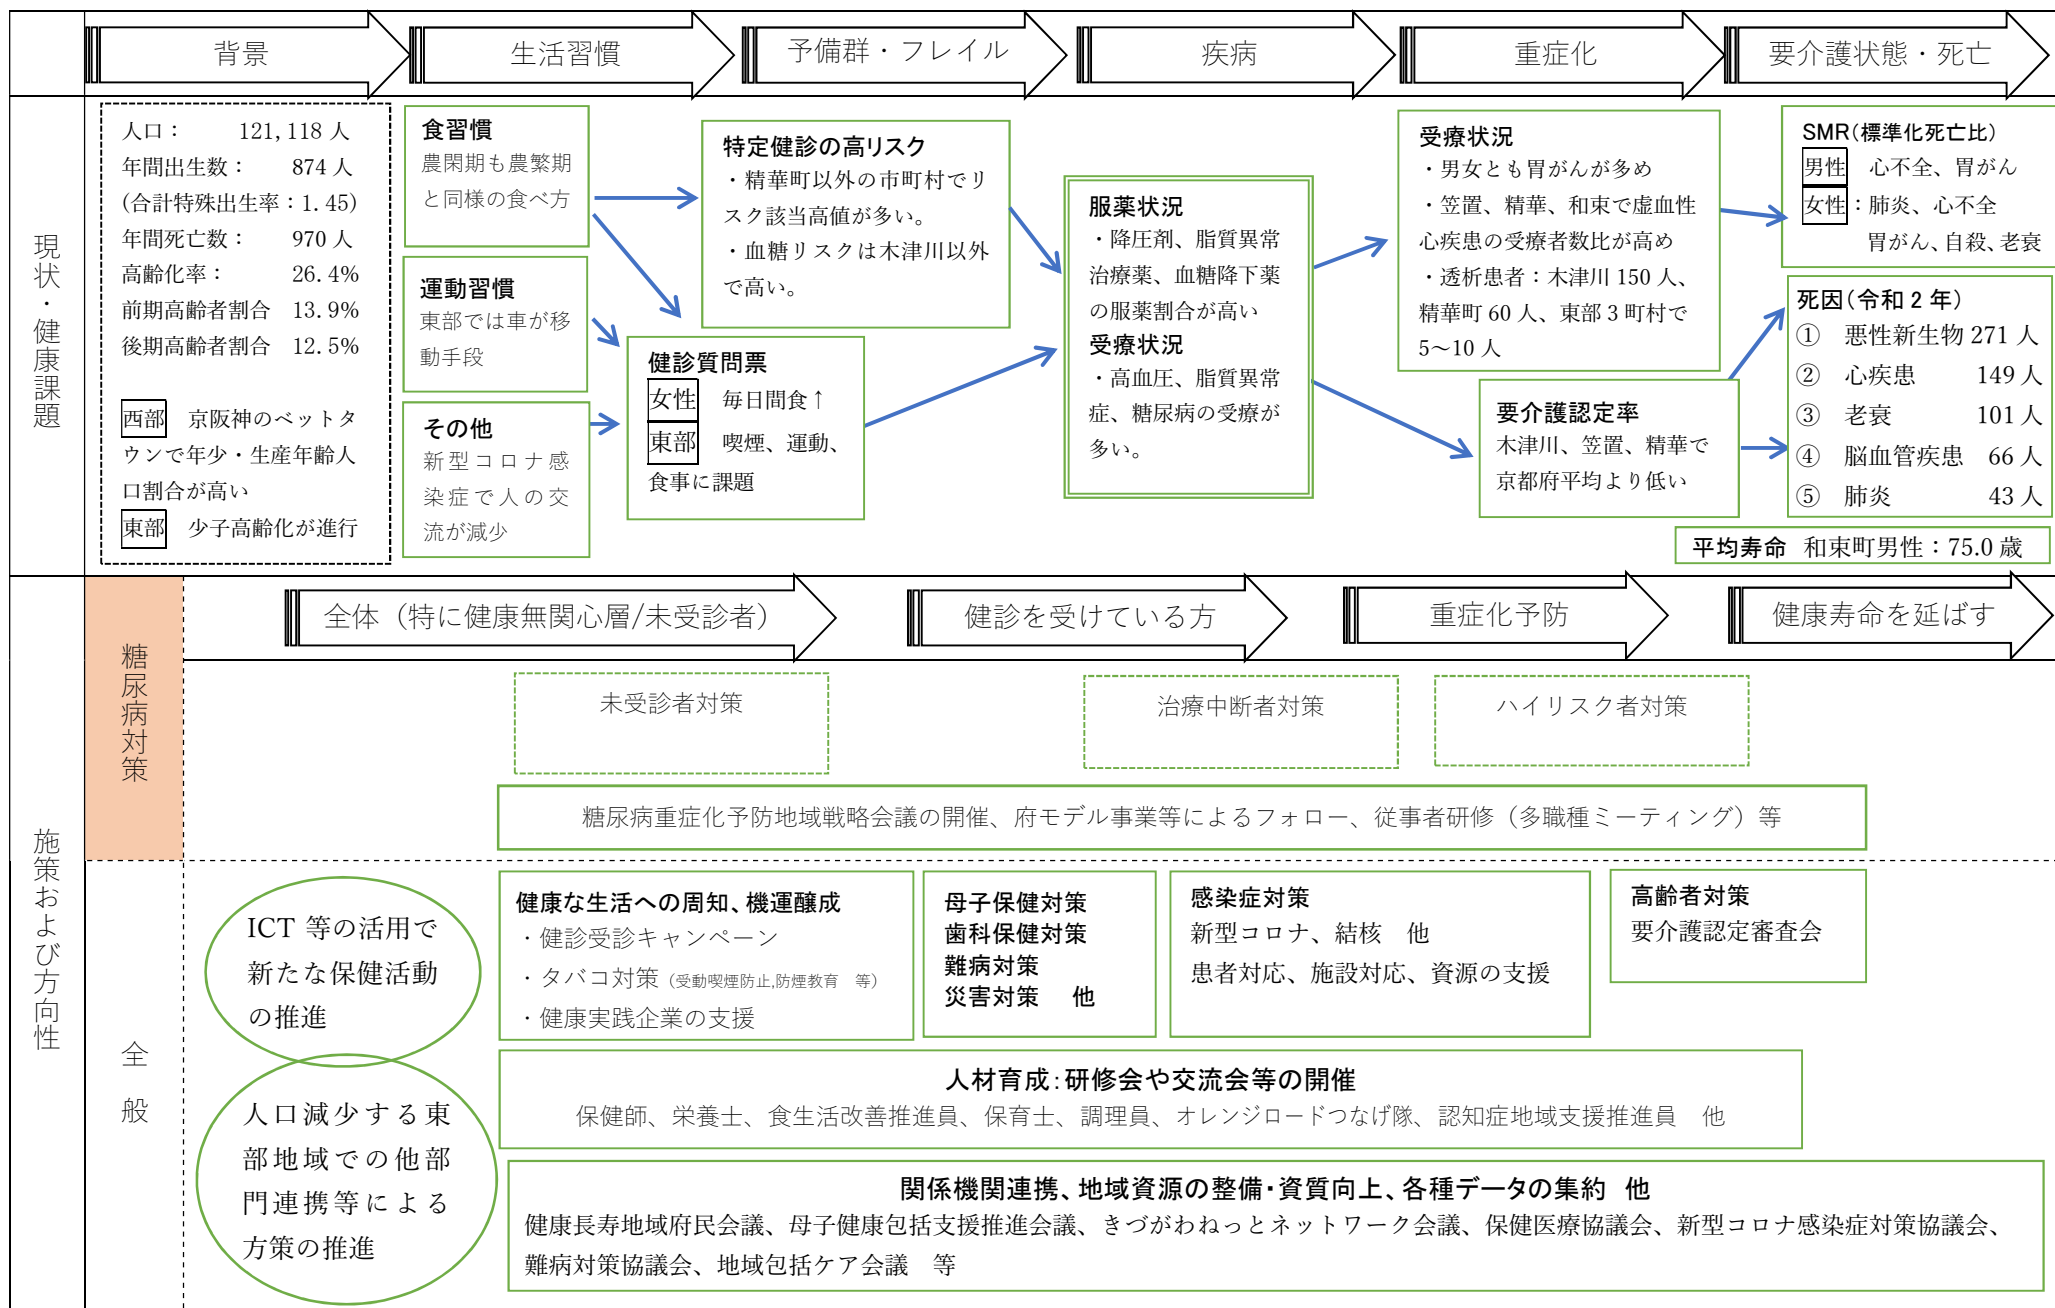 背景
生活習慣
予備群・フレイル
疾病
重症化
要介護状態・死亡
現状・健康課題
人口： 121,118 人
年間出生数： 874 人
(合計特殊出生率：1.45)
年間死亡数： 970 人
高齢化率： 26.4%
前期高齢者割合 13.9%
後期高齢者割合 12.5%
西部 京阪神のベットタ
ウンで年少・生産年齢人
口割合が高い
東部 少子高齢化が進行
食習慣
農閑期も農繁期
と同様の食べ方
運動習慣
東部では車が移
動手段
その他
新型コロナ感
染症で人の交
流が減少
特定健診の高リスク
・精華町以外の市町村でリ
スク該当高値が多い。
・血糖リスクは木津川以外
で高い。
健診質問票
女性 毎日間食↑
東部 喫煙、運動、
食事に課題
服薬状況
・降圧剤、脂質異常
治療薬、血糖降下薬
の服薬割合が高い
受療状況
・高血圧、脂質異常
症、糖尿病の受療が
多い。
受療状況
・男女とも胃がんが多め
・笠置、精華、和束で虚血性
心疾患の受療者数比が高め
・透析患者：木津川 150 人、
精華町 60 人、東部 3 町村で
5～10 人
要介護認定率
木津川、笠置、精華で
京都府平均より低い
SMR(標準化死亡比)
男性 心不全、胃がん
女性：肺炎、心不全
胃がん、自殺、老衰
死因(令和 2 年)
① 悪性新生物 271 人
② 心疾患 149 人
③ 老衰 101 人
④ 脳血管疾患 66 人
⑤ 肺炎 43 人
平均寿命 和束町男性：75.0 歳
施策および方向性
糖尿病対策
全体（特に健康無関心層/未受診者）
健診を受けている方
重症化予防
健康寿命を延ばす
未受診者対策
治療中断者対策
ハイリスク者対策
糖尿病重症化予防地域戦略会議の開催、府モデル事業等によるフォロー、従事者研修（多職種ミーティング）等
全般
ICT 等の活用で
新たな保健活動
の推進
人口減少する東
部地域での他部
門連携等による
方策の推進
健康な生活への周知、機運醸成
・健診受診キャンペーン
・タバコ対策（受動喫煙防止,防煙教育 等）
・健康実践企業の支援
母子保健対策
歯科保健対策
難病対策
災害対策 他
感染症対策
新型コロナ、結核 他
患者対応、施設対応、資源の支援
高齢者対策
要介護認定審査会
人材育成：研修会や交流会等の開催
保健師、栄養士、食生活改善推進員、保育士、調理員、オレンジロードつなげ隊、認知症地域支援推進員 他
関係機関連携、地域資源の整備・資質向上、各種データの集約 他
健康長寿地域府民会議、母子健康包括支援推進会議、きづがわねっとネットワーク会議、保健医療協議会、新型コロナ感染症対策協議会、
難病対策協議会、地域包括ケア会議 等